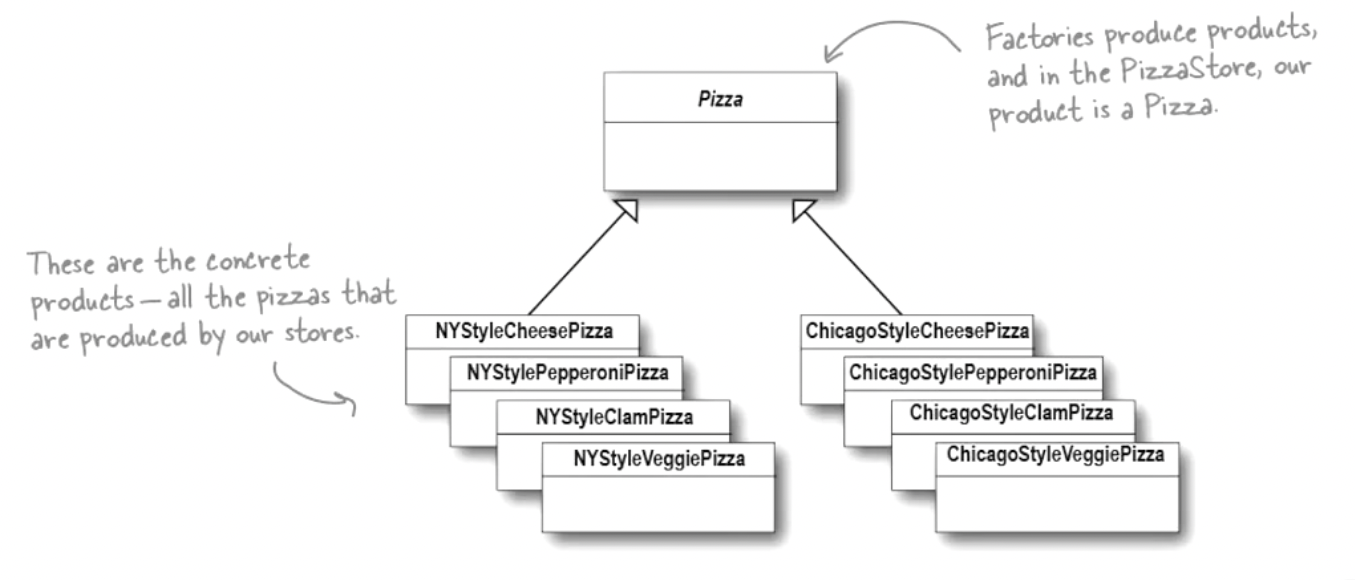 Factories produce products,
and in the PizzaStore, our
product is a Pizza.
Pizza
These are the concrete
products—all the pizzas that
are produced by our stores.
NYStyleCheesePizza
NYStylePepperoniPizza
NYStyleClamPizza
NYStyleVeggiePizza
ChicagoStyleCheesePizza
ChicagoStylePepperoniPizza
ChicagoStyleClamPizza
ChicagoStyleVeggiePizza